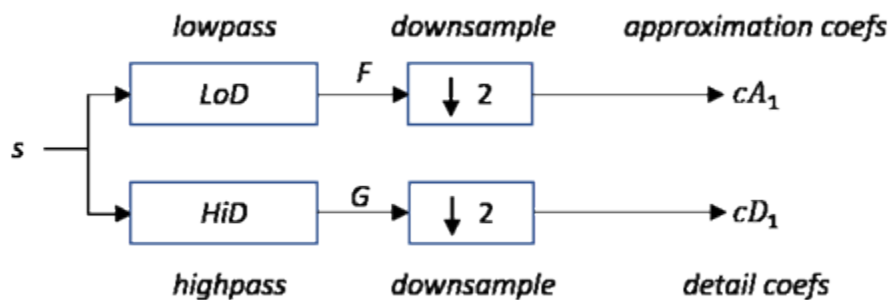 lowpass downsample approximation coefs
LoD F ↓ 2 cA₁
s
HiD G ↓ 2 cD₁
highpass downsample detail coefs